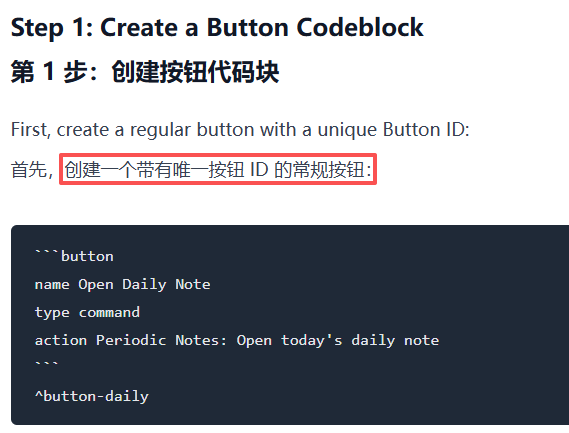 Step 1: Create a Button Codeblock
第 1 步：创建按钮代码块
First, create a regular button with a unique Button ID:
首先，创建一个带有唯一按钮 ID 的常规按钮：
```button
name Open Daily Note
type command
action Periodic Notes: Open today's daily note
```
^button-daily